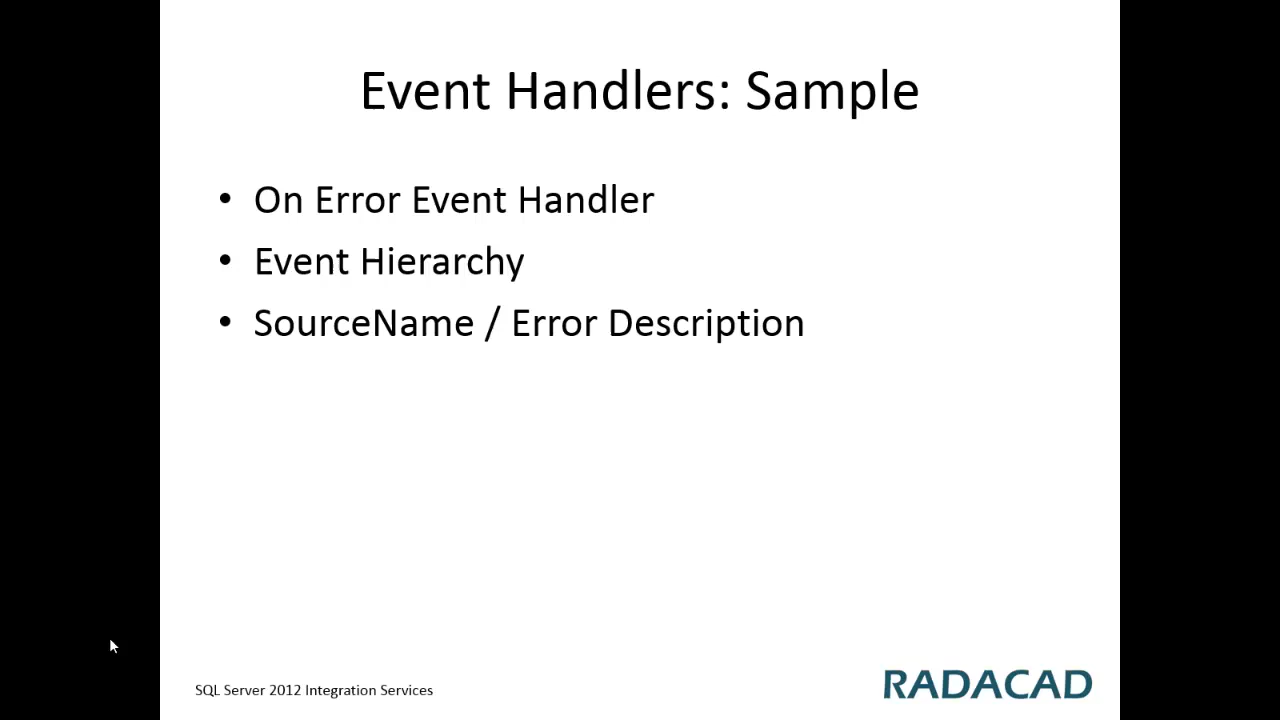 Event Handlers: Sample
• On Error Event Handler
• Event Hierarchy
• SourceName / Error Description
SQL Server 2012 Integration Services
RADACAD